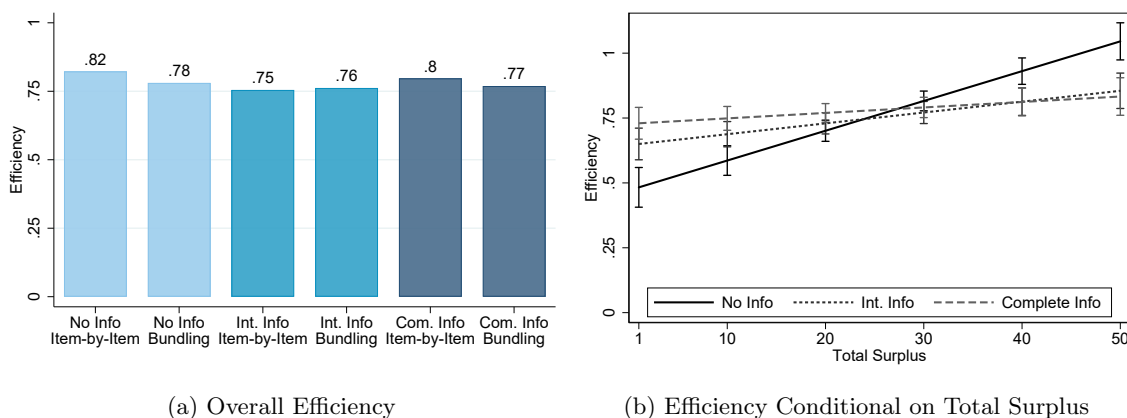 Efficiency
1
.75
.5
.25
0
.82
.78
.75
.76
.8
.77
No Info
Item-by-Item
No Info
Bundling
Int. Info
Item-by-Item
Int. Info
Bundling
Com. Info
Item-by-Item
Com. Info
Bundling
(a) Overall Efficiency
Efficiency
1
.75
.5
.25
0
No Info Int. Info Complete Info
1 10 20 30 40 50
Total Surplus
(b) Efficiency Conditional on Total Surplus